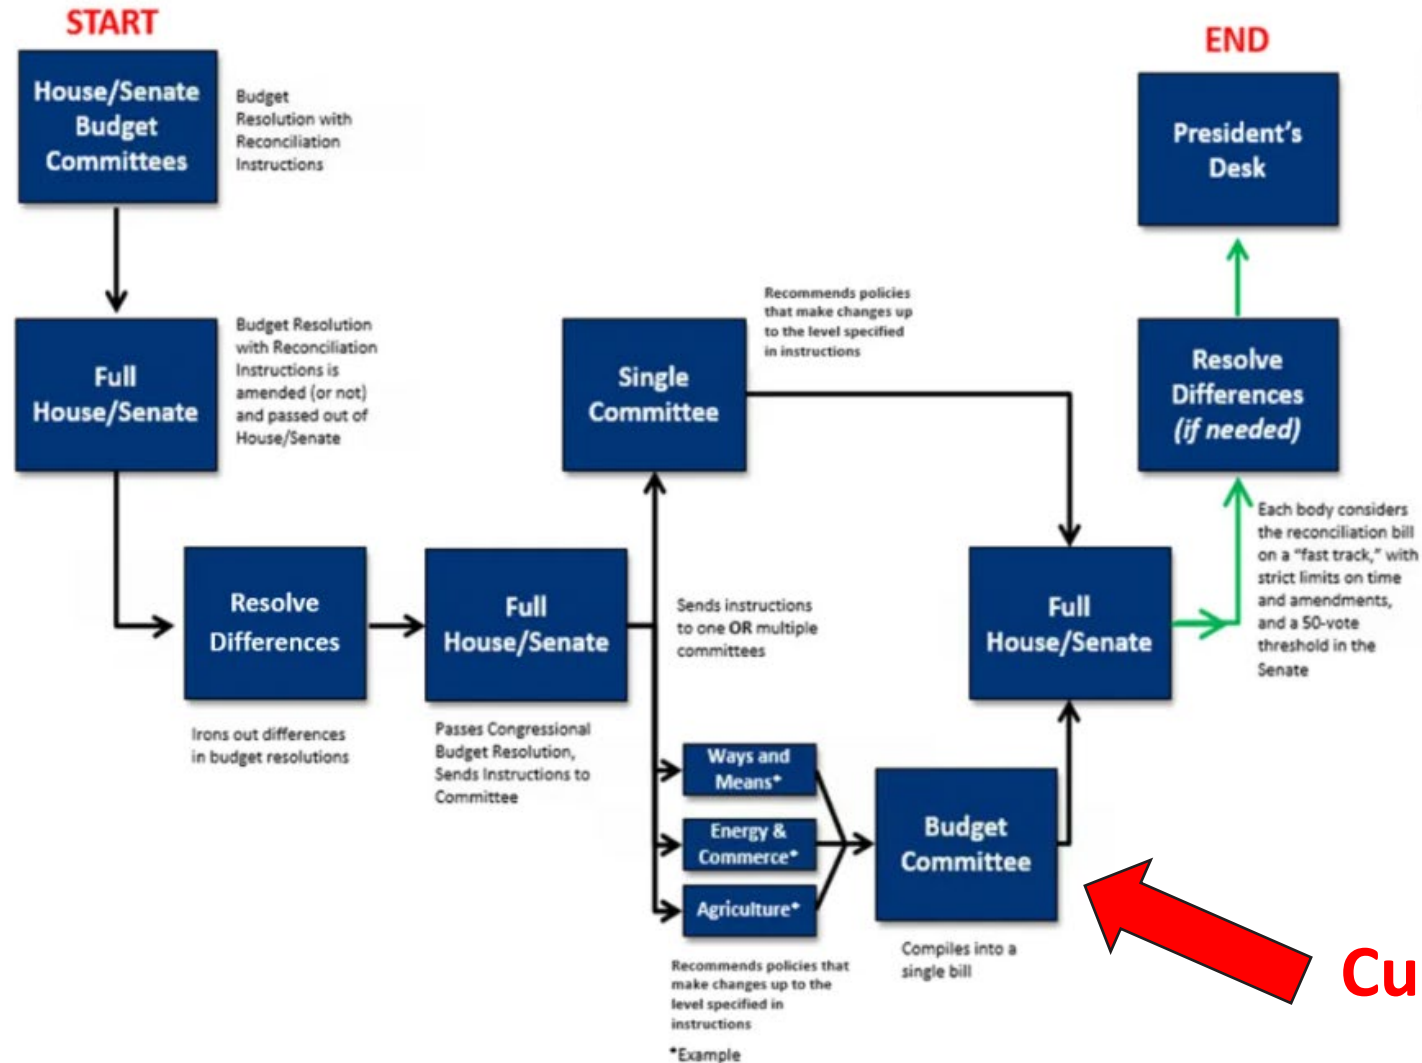 START
House/Senate
Budget
Committees
Budget
Resolution with
Reconciliation
Instructions
Full
House/Senate
Budget Resolution
with Reconciliation
Instructions is
amended (or not)
and passed out of
House/Senate
Resolve
Differences
Irons out differences
in budget resolutions
Full
House/Senate
Passes Congressional
Budget Resolution,
Sends Instructions to
Committee
Sends instructions
to one OR multiple
committees
Single
Committee
Recommends policies
that make changes up
to the level specified
in instructions
Ways and
Means*
Energy &
Commerce*
Agriculture*
Recommends policies that
make changes up to the
level specified in
instructions
*Example
Budget
Committee
Compiles into a
single bill
Full
House/Senate
Each body considers
the reconciliation bill
on a “fast track,” with
strict limits on time
and amendments,
and a 50-vote
threshold in the
Senate
Resolve
Differences
(if needed)
END
President’s
Desk
Cu